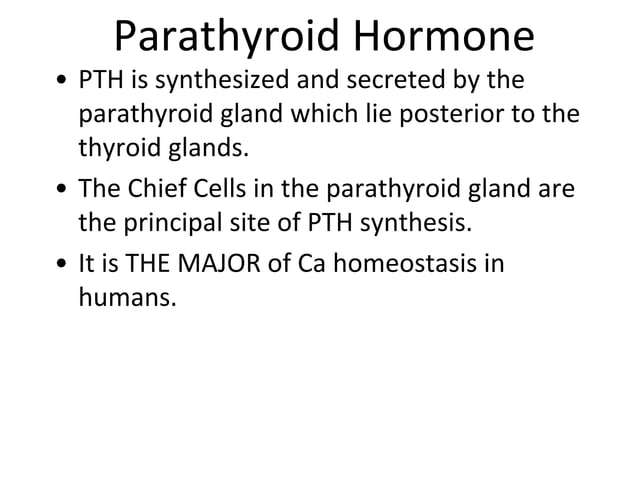 Parathyroid Hormone
• PTH is synthesized and secreted by the
parathyroid gland which lie posterior to the
thyroid glands.
• The Chief Cells in the parathyroid gland are
the principal site of PTH synthesis.
• It is THE MAJOR of Ca homeostasis in
humans.